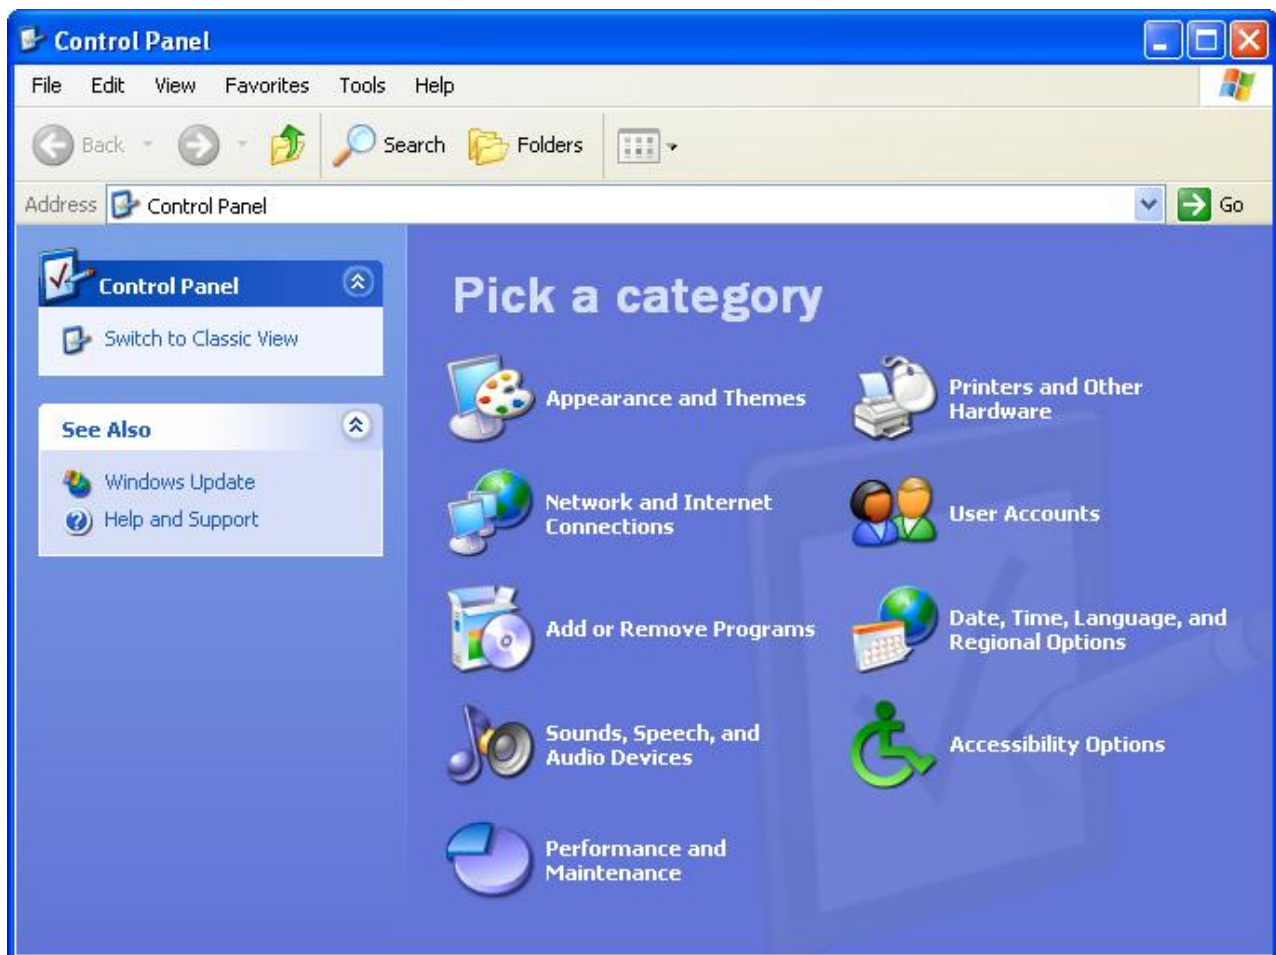 Control Panel
File Edit View Favorites Tools Help
Back Search Folders
Address Control Panel Go
Control Panel
Switch to Classic View
See Also
Windows Update
Help and Support
Pick a category
Appearance and Themes
Printers and Other
Hardware
Network and Internet
Connections
User Accounts
Add or Remove Programs
Date, Time, Language, and
Regional Options
Sounds, Speech, and
Audio Devices
Accessibility Options
Performance and
Maintenance